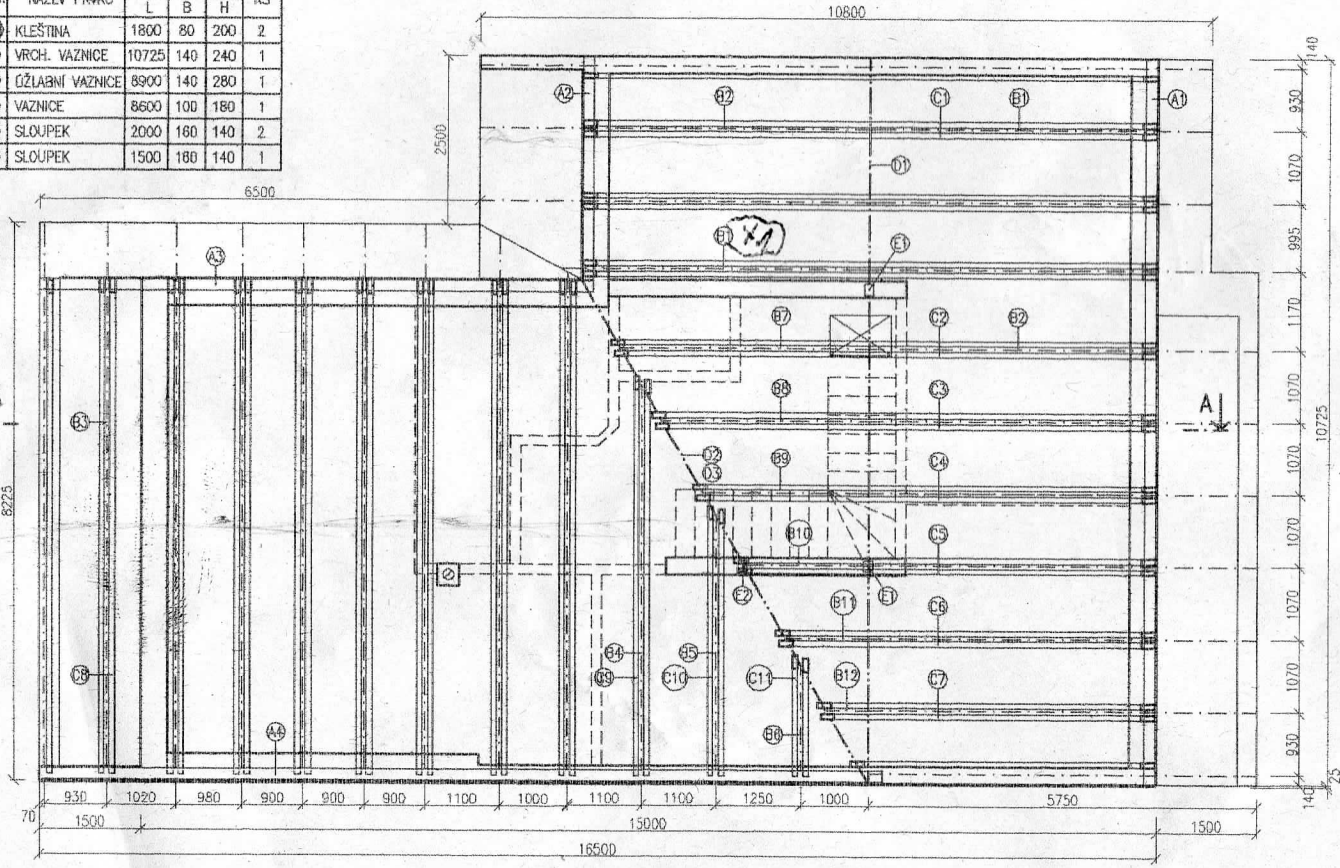 NÁZEV PRVKU L B H KS
KLEŠTINA 1800 80 200 2
VRCH. VAZNICE 10725 140 240 1
ÚŽLABNÍ VAZNICE 8900 140 280 1
VAZNICE 8600 100 180 1
SLOUPEK 2000 160 140 2
SLOUPEK 1500 160 140 1
10800
140
A2 B2 C1 B1 A1
930
2500
D1
1070
6500
B1 X1
E1
995
A3
B7 C2 B2
1170
B8 C3
1070
A
B3
10725
D2
D3
B9 C4
1070
8225
B10 C5
1070
E2 E1
B11 C6
1070
B4 B5
C8 C9 C10 C11 B12 C7
1070
A4 B6
930
25
140
930 1020 980 900 900 900 1100 1000 1100 1100 1250 1000 5750
70
1500 15000 1500
16500